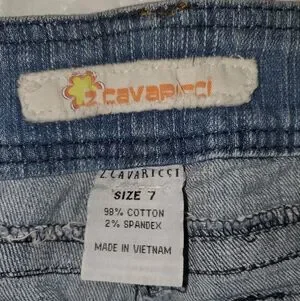 Z cavaricci
Z CAVARICCI
SIZE 7
98% COTTON
2% SPANDEX
MADE IN VIETNAM